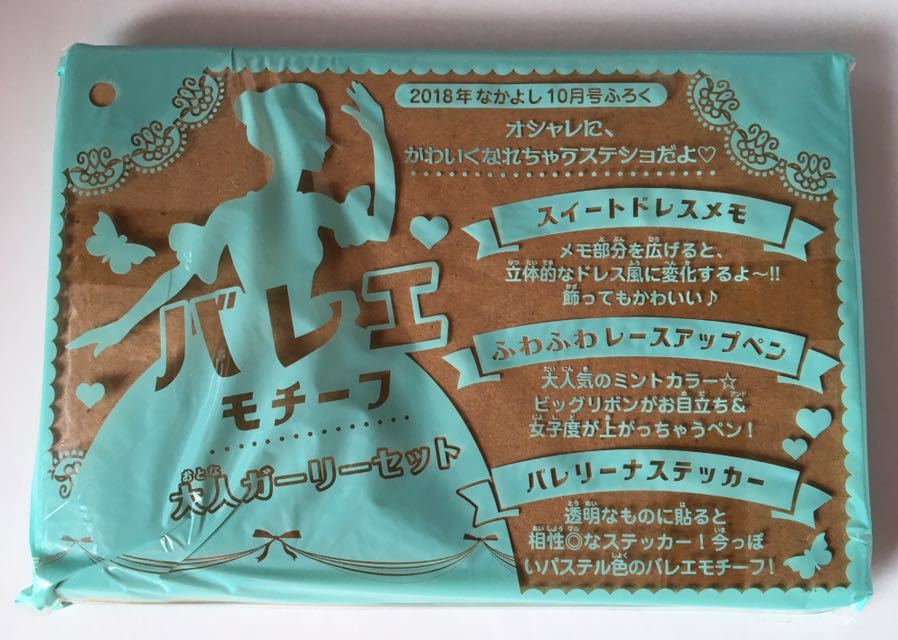 2018年 なかよし 10月号ふろく
オシャレに、
かわいくなれちゃうステショだよ♡
バレエ
モチーフ
大人ガーリーセット
スイートドレスメモ
メモ部分を広げると、
立体的なドレス風に変化するよ〜!!
飾ってもかわいい♪
ふわふわレースアップペン
大人気のミントカラー☆
ビッグリボンがお目立ち&
女子度が上がっちゃうペン!
バレリーナステッカー
透明なものに貼ると
相性◎なステッカー!今っぽ
いパステル色のバレエモチーフ!